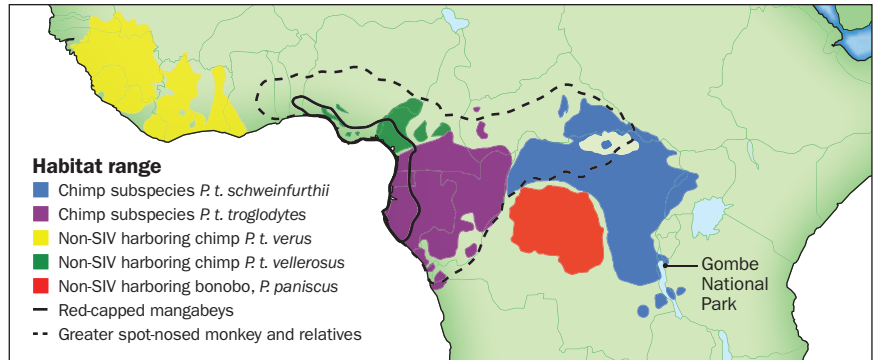 Habitat range
Chimp subspecies P. t. schweinfurthii
Chimp subspecies P. t. troglodytes
Non-SIV harboring chimp P. t. verus
Non-SIV harboring chimp P. t. vellerosus
Non-SIV harboring bonobo, P. paniscus
Red-capped mangabeys
Greater spot-nosed monkey and relatives
Gombe
National
Park